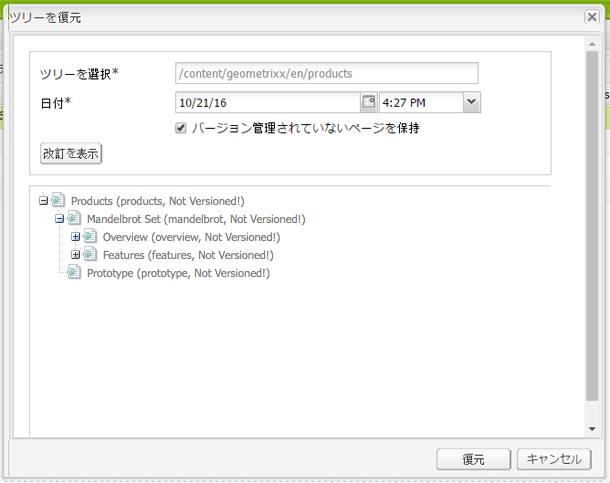 ツリーを復元
ツリーを選択* /content/geometrixx/en/products
日付* 10/21/16 4:27 PM
バージョン管理されていないページを保持
改訂を表示
Products (products, Not Versioned!)
Mandelbrot Set (mandelbrot, Not Versioned!)
Overview (overview, Not Versioned!)
Features (features, Not Versioned!)
Prototype (prototype, Not Versioned!)
復元 キャンセル